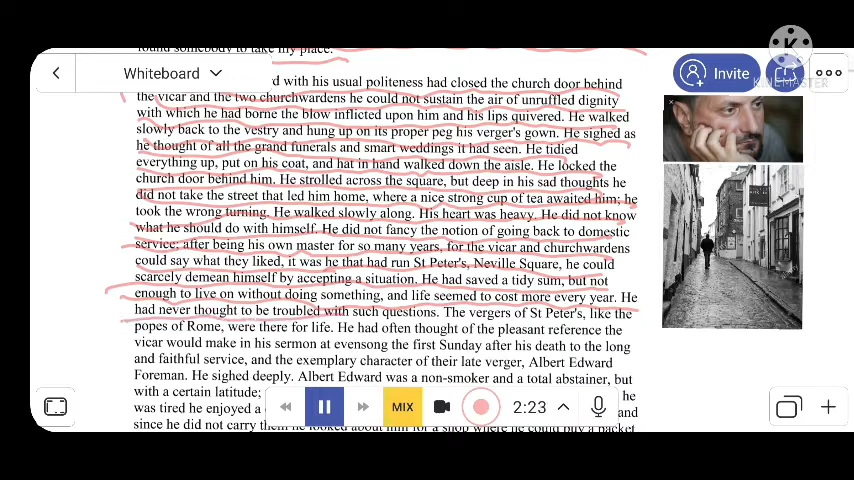 found somebody to take my place.
Whiteboard
Invite
KINEMASTER
d with his usual politeness had closed the church door behind
the vicar and the two churchwardens he could not sustain the air of unruffled dignity
with which he had borne the blow inflicted upon him and his lips quivered. He walked
slowly back to the vestry and hung up on its proper peg his verger's gown. He sighed as
he thought of all the grand funerals and smart weddings it had seen. He tidied
everything up, put on his coat, and hat in hand walked down the aisle. He locked the
church door behind him. He strolled across the square, but deep in his sad thoughts he
did not take the street that led him home, where a nice strong cup of tea awaited him; he
took the wrong turning. He walked slowly along. His heart was heavy. He did not know
what he should do with himself. He did not fancy the notion of going back to domestic
service; after being his own master for so many years, for the vicar and churchwardens
could say what they liked, it was he that had run St Peter's, Neville Square, he could
scarcely demean himself by accepting a situation. He had saved a tidy sum, but not
enough to live on without doing something, and life seemed to cost more every year. He
had never thought to be troubled with such questions. The vergers of St Peter's, like the
popes of Rome, were there for life. He had often thought of the pleasant reference the
vicar would make in his sermon at evensong the first Sunday after his death to the long
and faithful service, and the exemplary character of their late verger, Albert Edward
Foreman. He sighed deeply. Albert Edward was a non-smoker and a total abstainer, but
with a certain latitude; he
was tired he enjoyed a and
since he did not carry them he looked about him for a shop where he could buy a packet
MIX
2:23